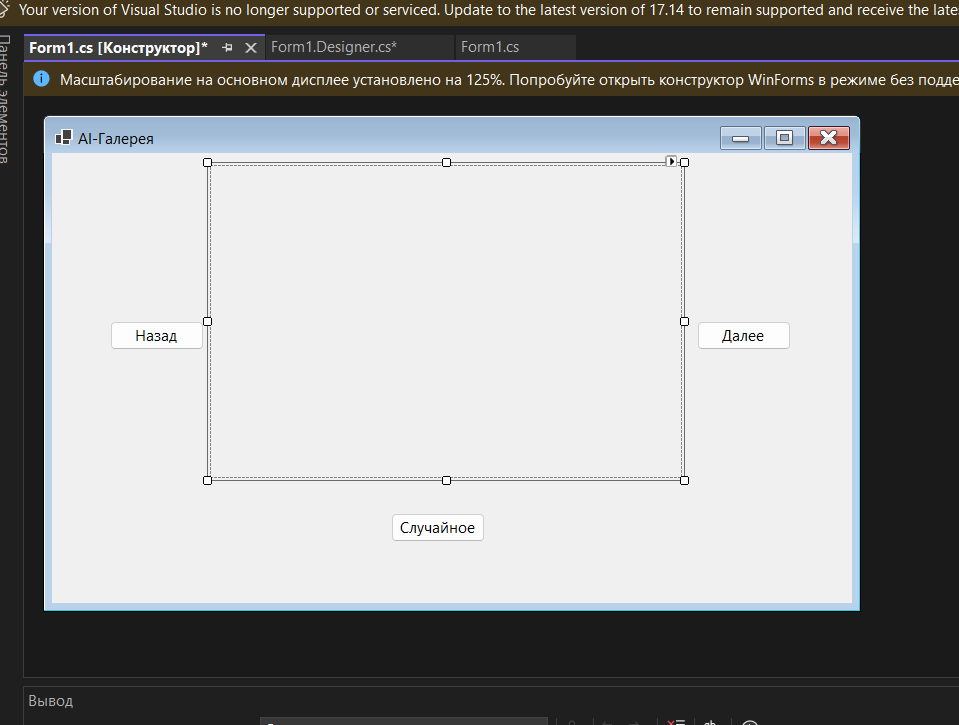 Your version of Visual Studio is no longer supported or serviced. Update to the latest version of 17.14 to remain supported and receive the late
Form1.cs [Конструктор]*
Form1.Designer.cs*
Form1.cs
Панель элементов
Масштабирование на основном дисплее установлено на 125%. Попробуйте открыть конструктор WinForms в режиме без подде
AI-Галерея
Назад
Далее
Случайное
Вывод